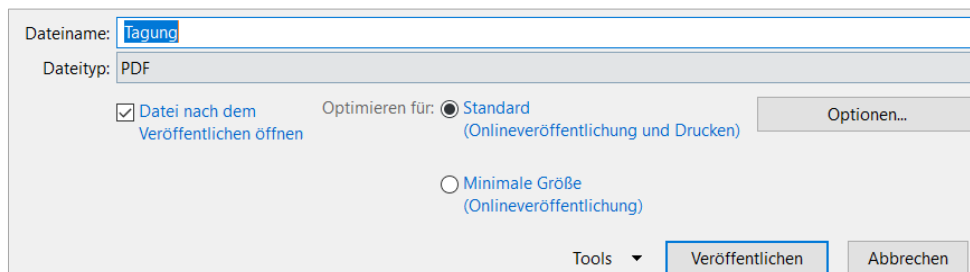 Dateiname: Tagung
Dateityp: PDF
Datei nach dem
Veröffentlichen öffnen
Optimieren für:
Standard
(Onlineveröffentlichung und Drucken)
Optionen...
Minimale Größe
(Onlineveröffentlichung)
Tools
Veröffentlichen
Abbrechen